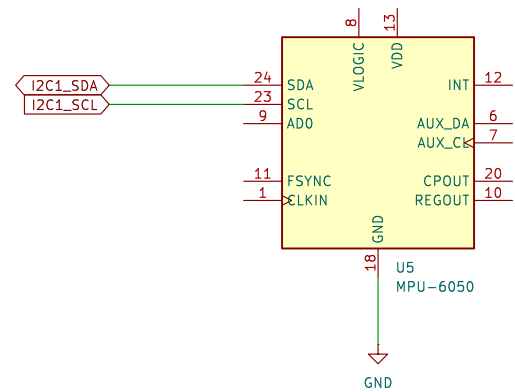 8
13
VLOGIC
VDD
I2C1_SDA
24
SDA
INT
12
I2C1_SCL
23
SCL
9
AD0
AUX_DA
6
AUX_CL
7
11
FSYNC
CPOUT
20
1
CLKIN
REGOUT
10
GND
18
U5
MPU-6050
GND